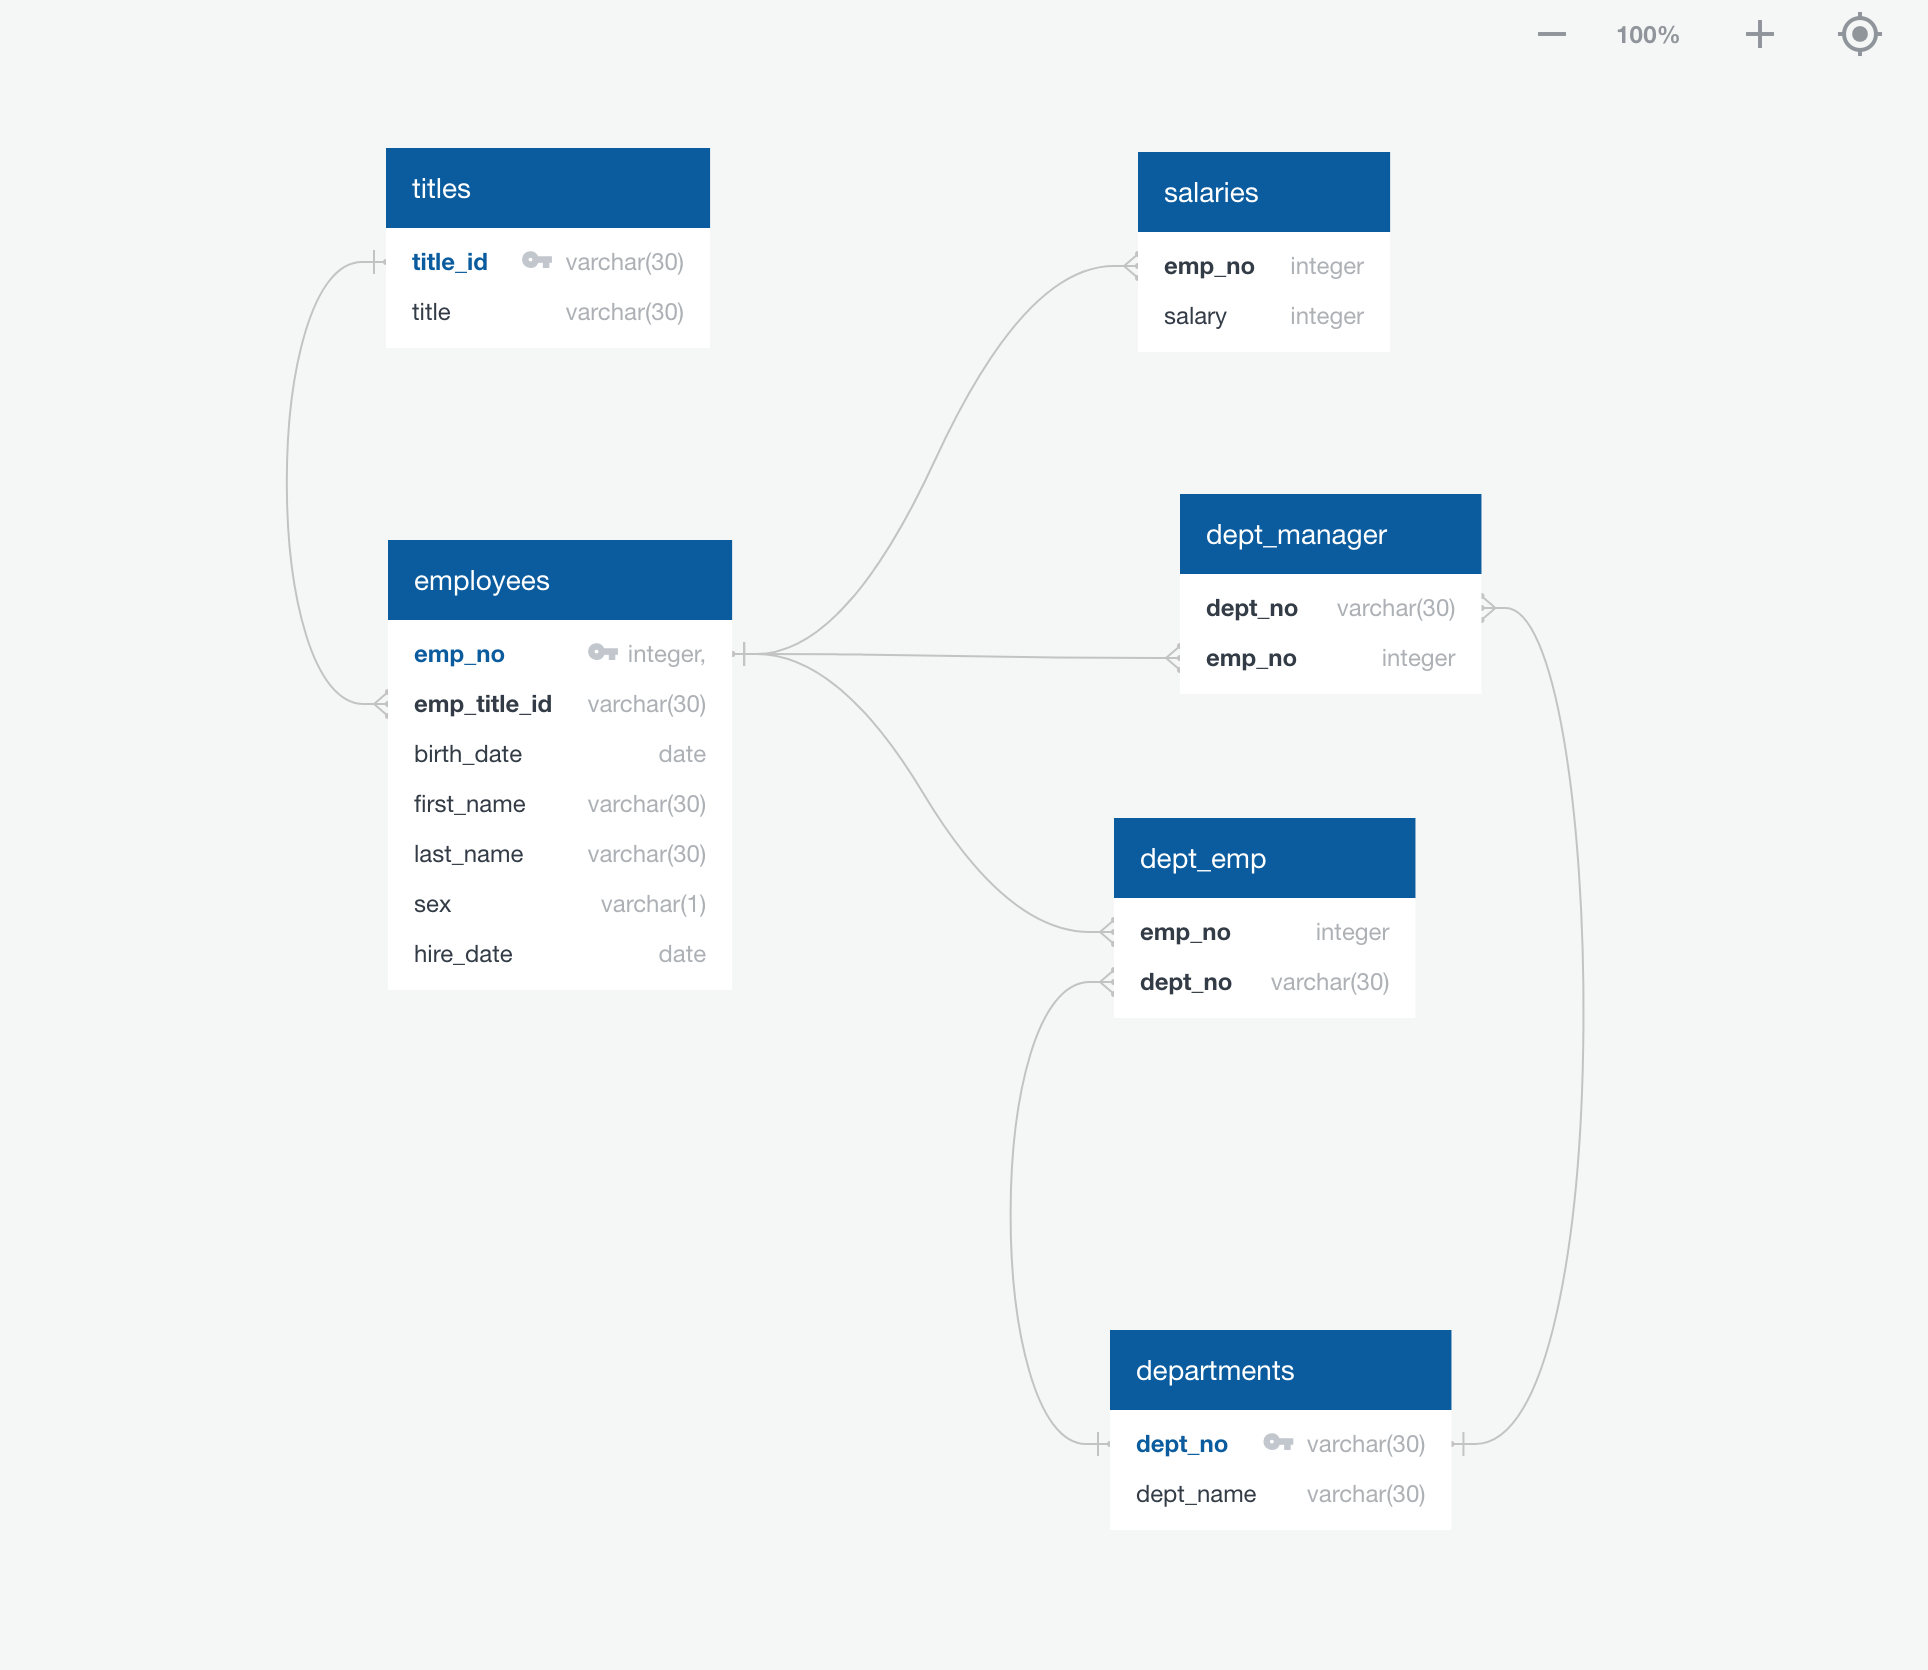 100%
titles
title_id varchar(30)
title varchar(30)
salaries
emp_no integer
salary integer
employees
emp_no integer,
emp_title_id varchar(30)
birth_date date
first_name varchar(30)
last_name varchar(30)
sex varchar(1)
hire_date date
dept_manager
dept_no varchar(30)
emp_no integer
dept_emp
emp_no integer
dept_no varchar(30)
departments
dept_no varchar(30)
dept_name varchar(30)